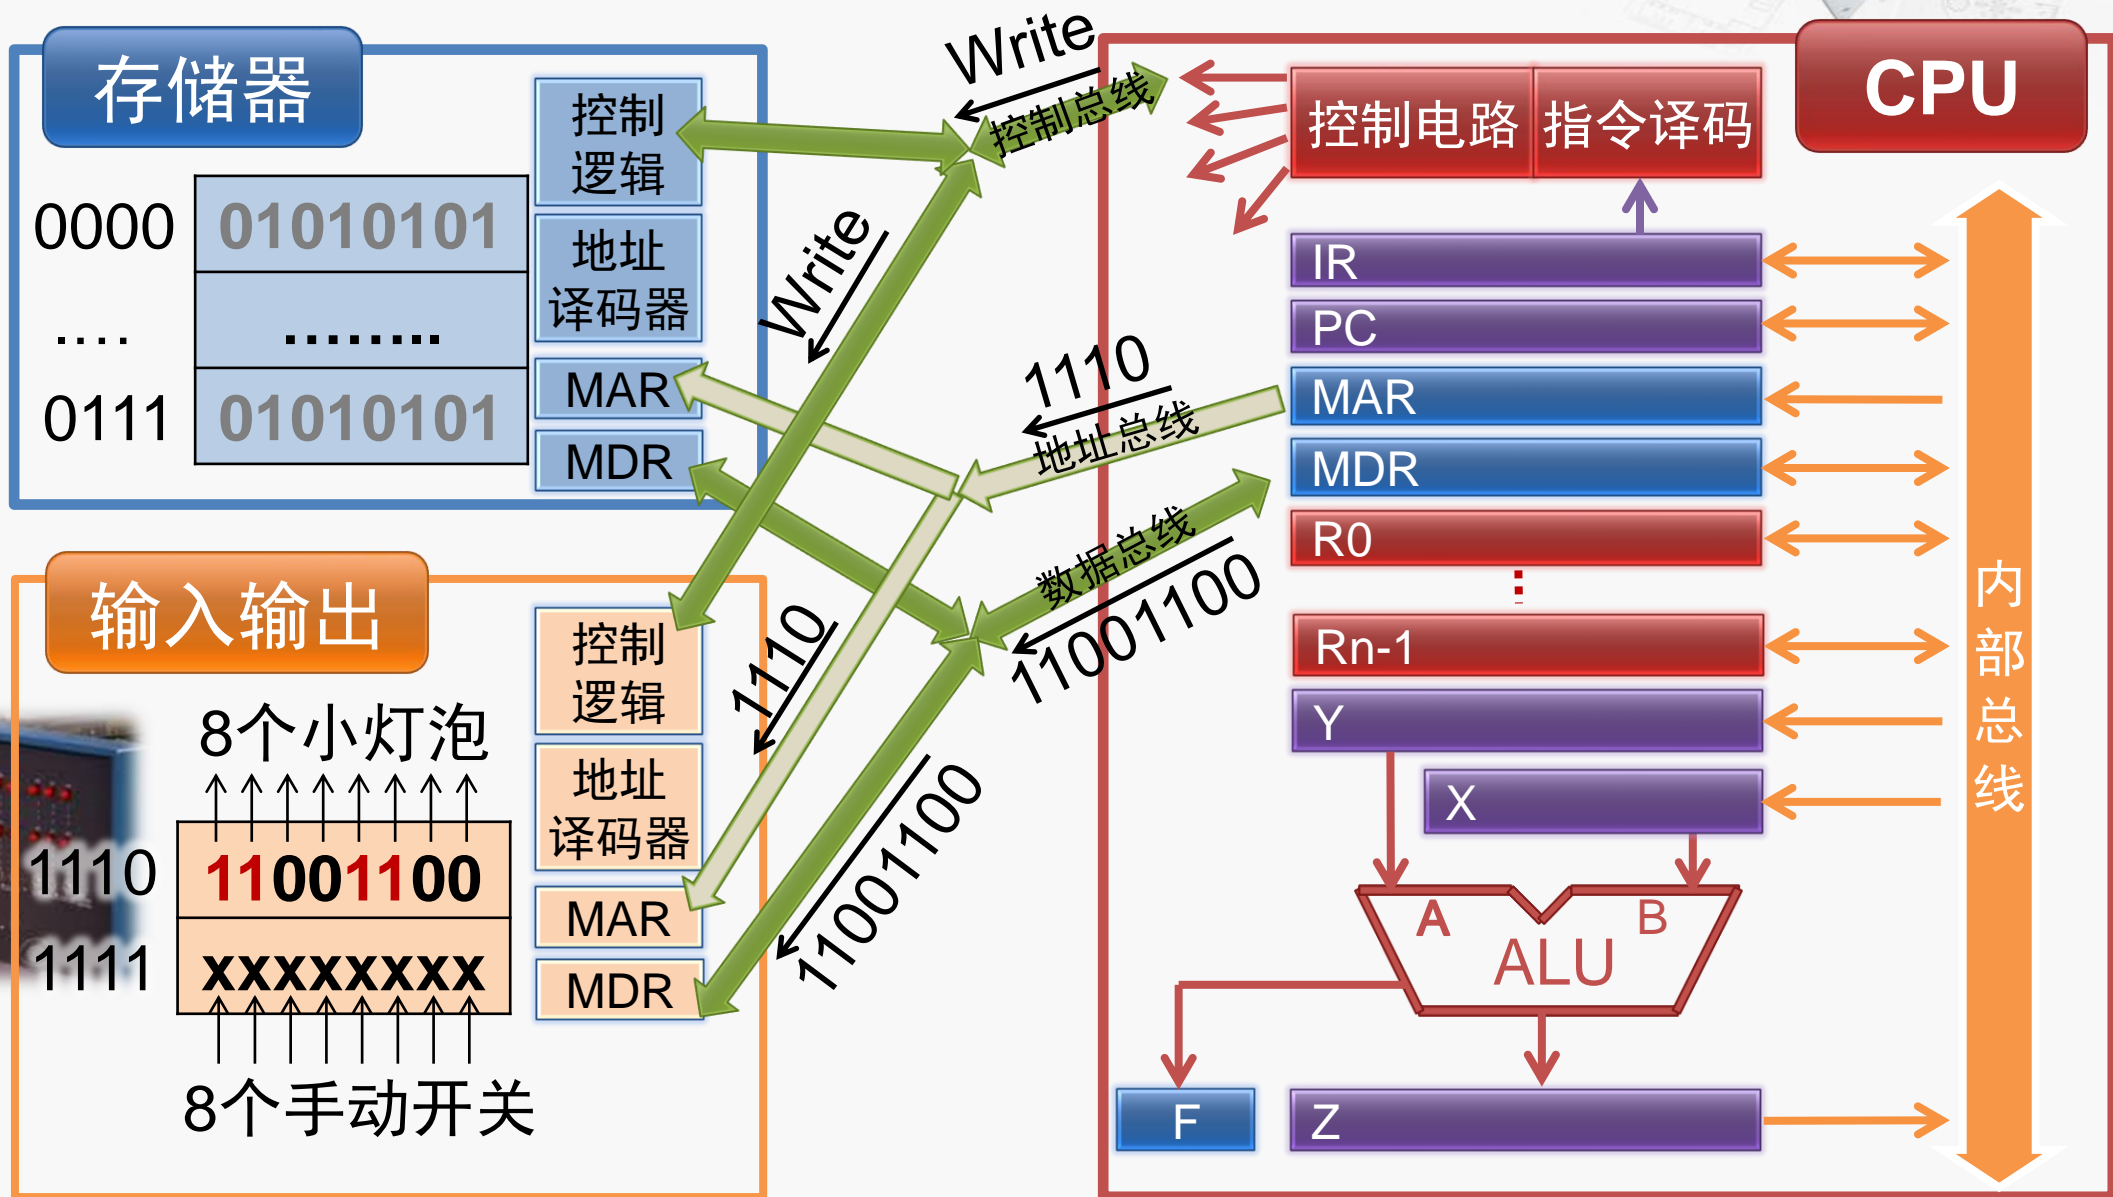 存储器
控制
逻辑
0000
01010101
地址
译码器
....
........
MAR
0111
01010101
MDR
输入输出
控制
逻辑
8个小灯泡
地址
译码器
1110
11001100
MAR
1111
xxxxxxxx
MDR
8个手动开关
Write
控制总线
Write
1110
地址总线
数据总线
11001100
1110
11001100
CPU
控制电路
指令译码
IR
PC
MAR
MDR
R0
Rn-1
Y
X
A
B
ALU
F
Z
内
部
总
线